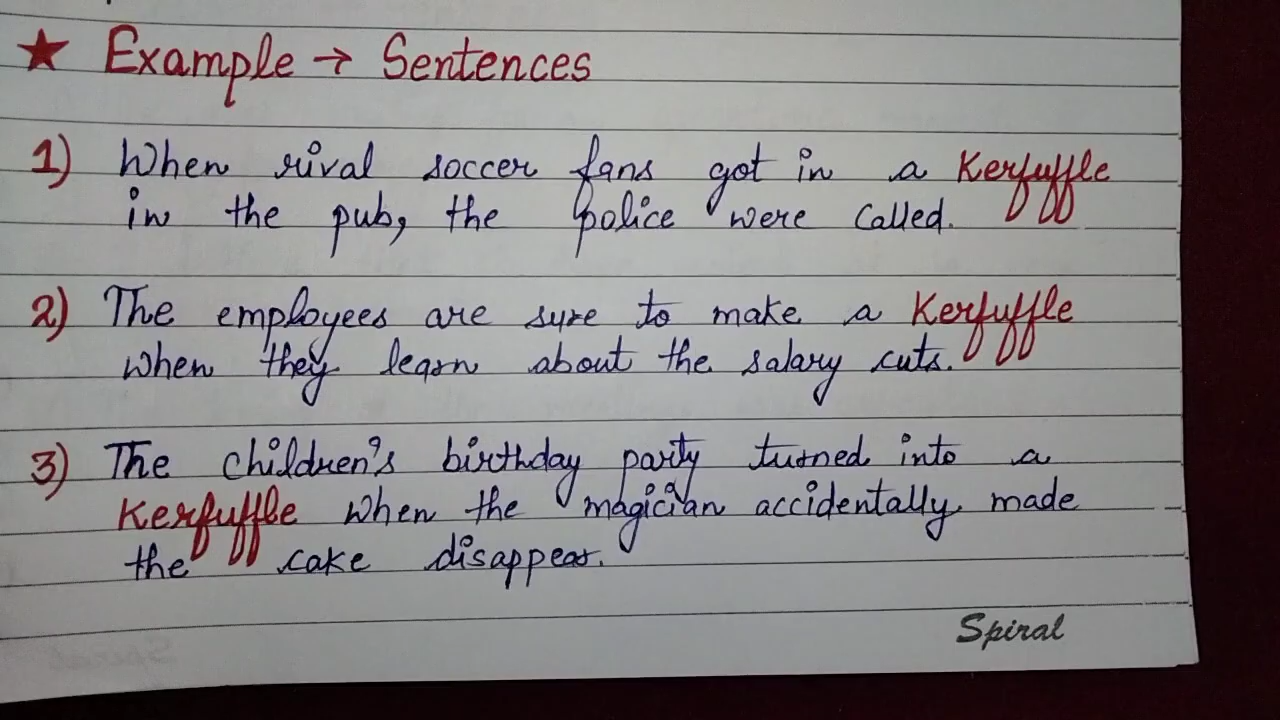 ★ Example → Sentences
1) When rival soccer fans got in a Kerfuffle
in the pub, the police were called.
2) The employees are sure to make a Kerfuffle
when they learn about the salary cuts.
3) The children's birthday party turned into a
Kerfuffle when the magician accidentally made
the cake disappear.
Spiral